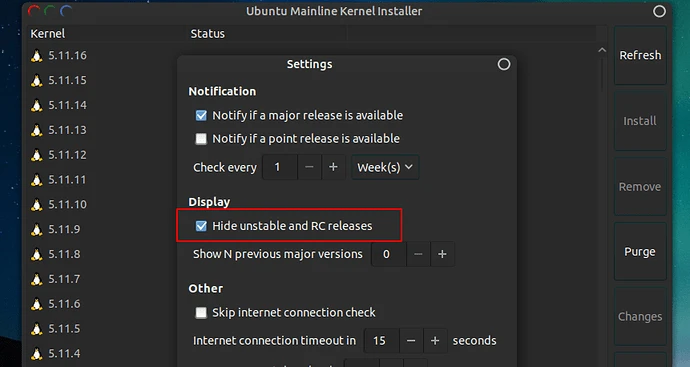 Ubuntu Mainline Kernel Installer
Kernel Status
5.11.16
5.11.15
5.11.14
5.11.13
5.11.12
5.11.11
5.11.10
5.11.9
5.11.8
5.11.7
5.11.6
5.11.5
5.11.4
Settings
Notification
Notify if a major release is available
Notify if a point release is available
Check every 1 − + Week(s)
Display
Hide unstable and RC releases
Show N previous major versions 0 − +
Other
Skip internet connection check
Internet connection timeout in 15 − + seconds
Refresh
Install
Remove
Purge
Changes